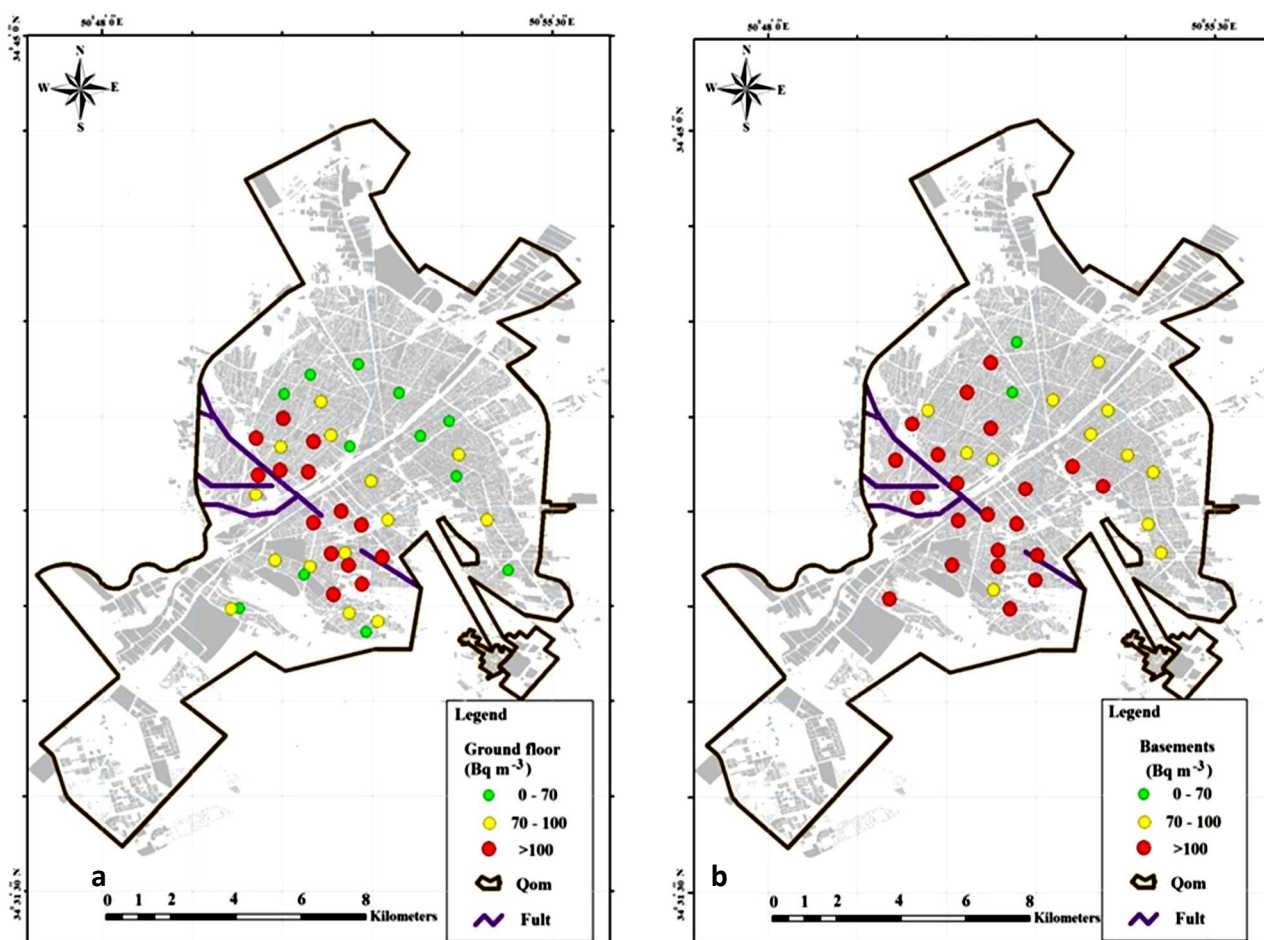 50°48'0"E
50°55'30"E
34°45'0"N
N
W
E
S
Legend
Ground floor
(Bq m⁻³)
0 - 70
70 - 100
>100
Qom
Fult
a
0 1 2 4 6 8
Kilometers
34°31'30"N
50°48'0"E
50°55'30"E
34°45'0"N
N
W
E
S
Legend
Basements
(Bq m⁻³)
0 - 70
70 - 100
>100
Qom
Fult
b
0 1 2 4 6 8
Kilometers
34°31'30"N